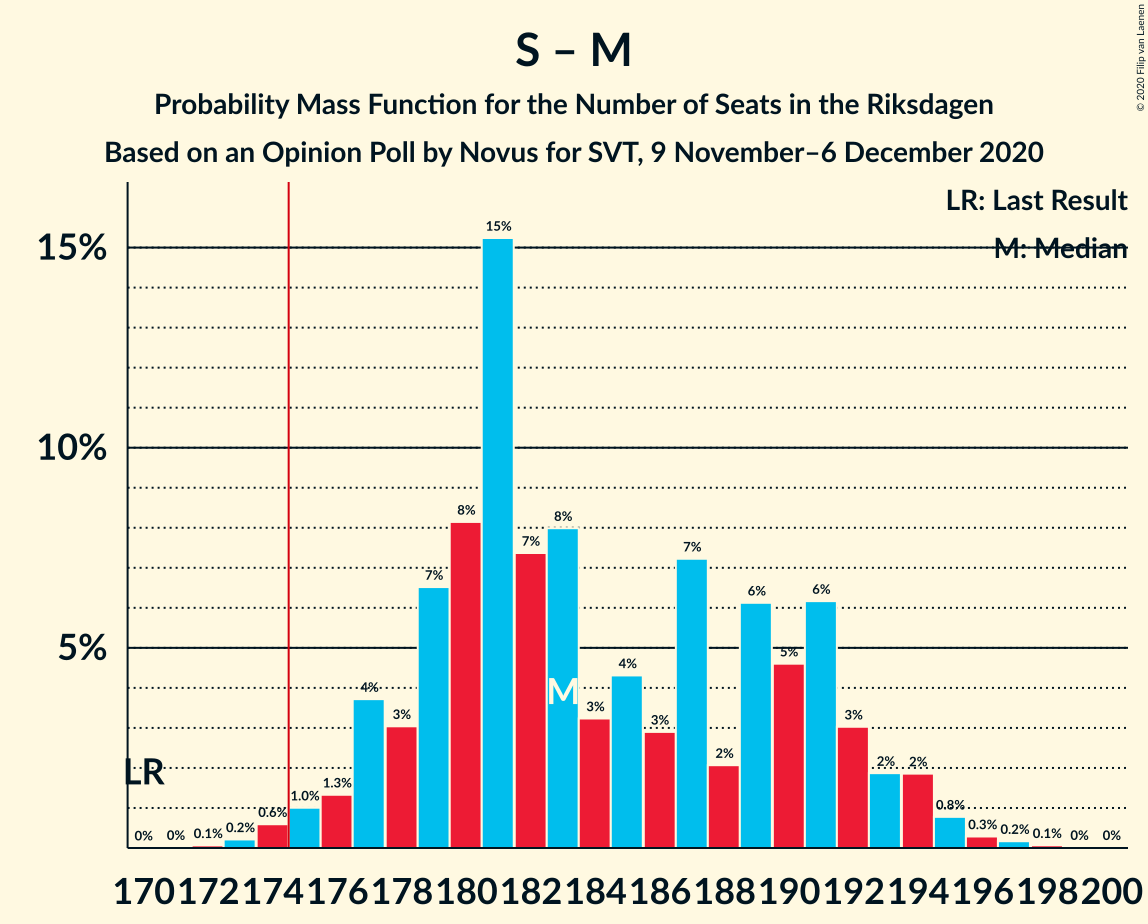 S – M
Probability Mass Function for the Number of Seats in the Riksdagen
Based on an Opinion Poll by Novus for SVT, 9 November–6 December 2020
© 2020 Filip van Laenen
LR: Last Result
M: Median
15%
10%
5%
0% 0% 0.1% 0.2% 0.6% 1.0% 1.3% 4% 3% 7% 8% 15% 7% 8% 3% 4% 3% 7% 2% 6% 5% 6% 3% 2% 2% 0.8% 0.3% 0.2% 0.1% 0% 0%
M
LR
170 172 174 176 178 180 182 184 186 188 190 192 194 196 198 200